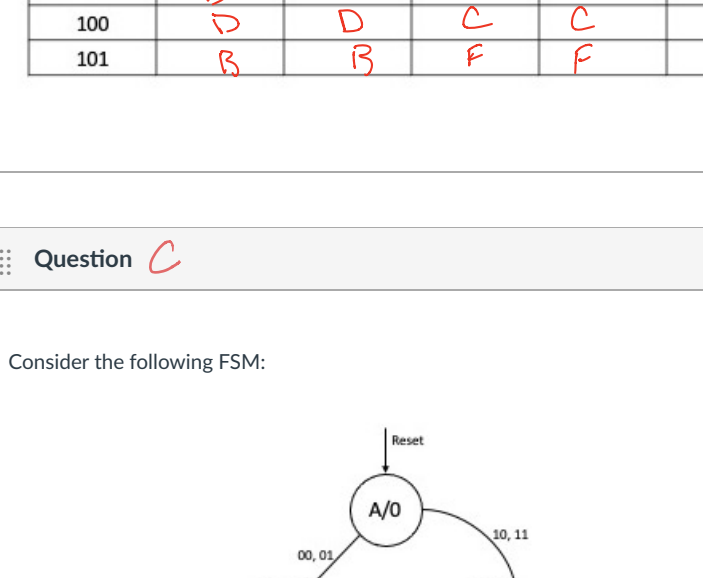 100 D D C C
101 B B F F
Question C
Consider the following FSM:
Reset
A/0
10, 11
00, 01